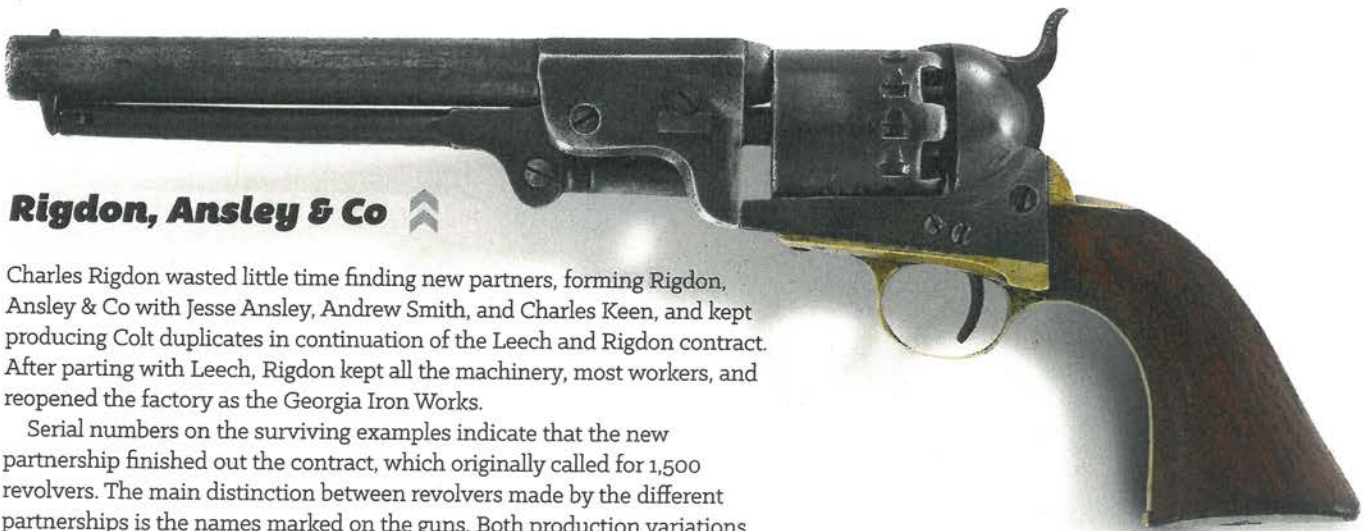 Rigdon, Ansley & Co
Charles Rigdon wasted little time finding new partners, forming Rigdon,
Ansley & Co with Jesse Ansley, Andrew Smith, and Charles Keen, and kept
producing Colt duplicates in continuation of the Leech and Rigdon contract.
After parting with Leech, Rigdon kept all the machinery, most workers, and
reopened the factory as the Georgia Iron Works.
Serial numbers on the surviving examples indicate that the new
partnership finished out the contract, which originally called for 1,500
revolvers. The main distinction between revolvers made by the different
partnerships is the names marked on the guns. Both production variations